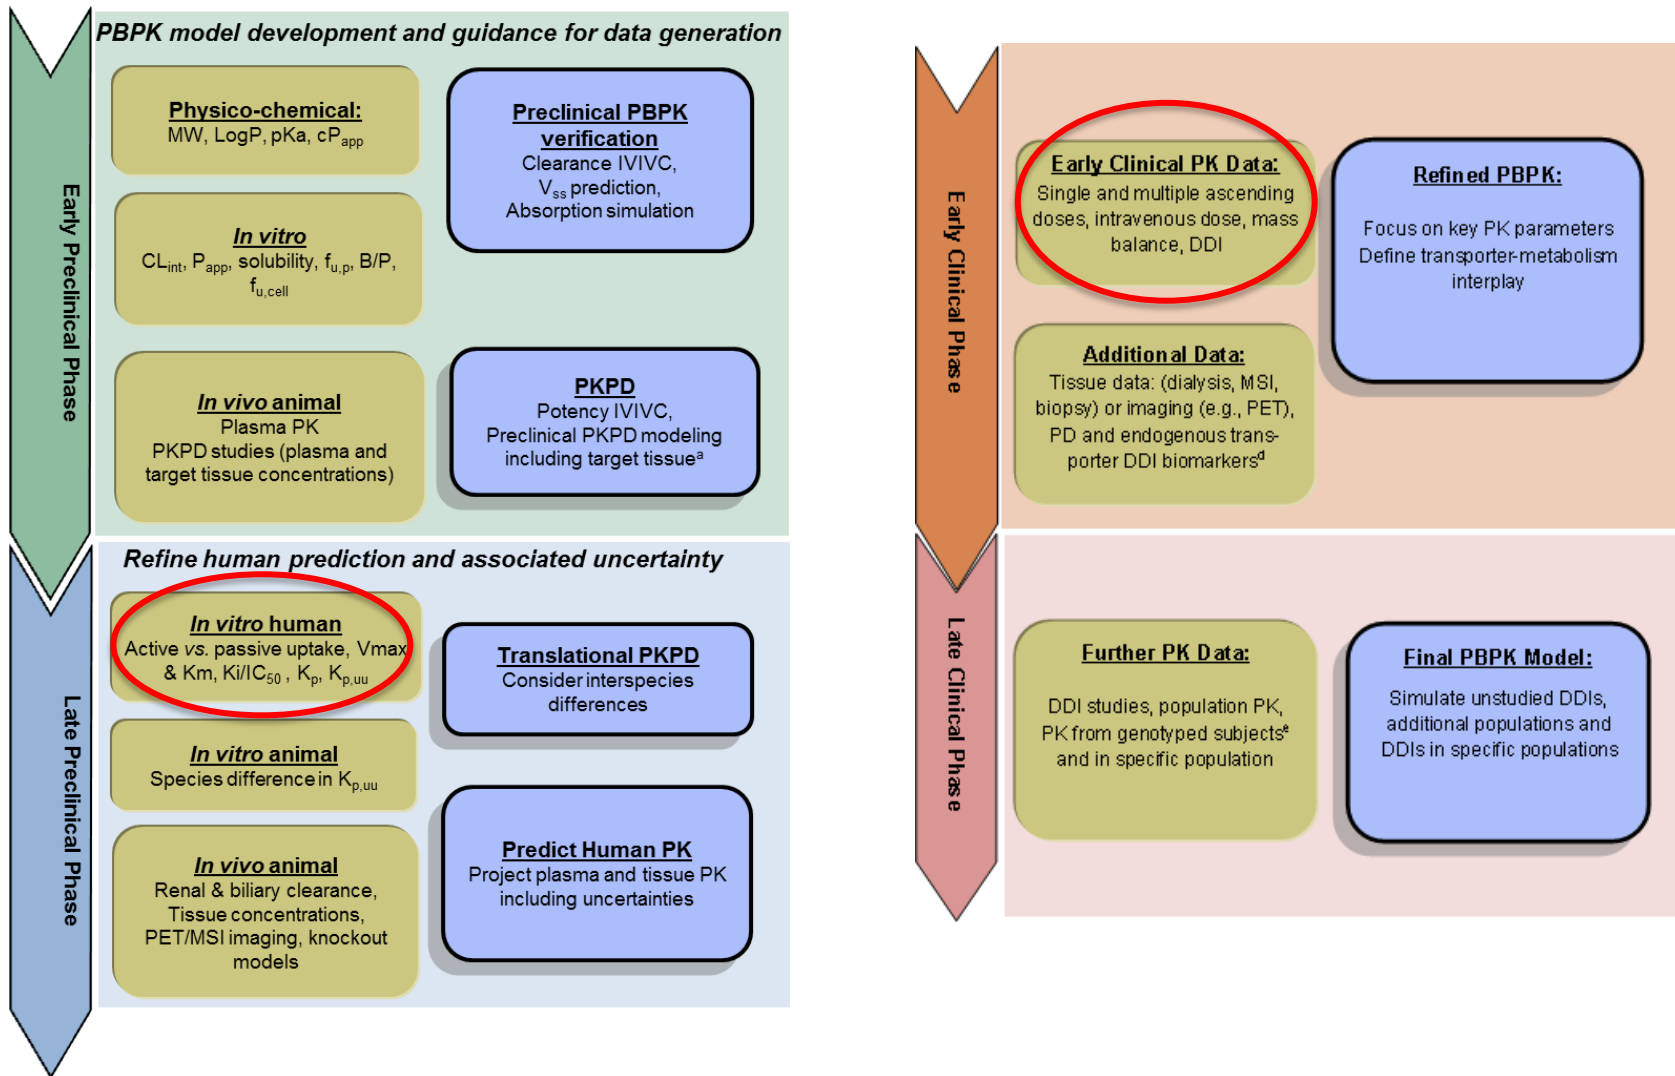 PBPK model development and guidance for data generation
Early Preclinical Phase
Physico-chemical:
MW, LogP, pKa, cPapp
In vitro
CLint, Papp, solubility, fu,p, B/P,
fu,cell
In vivo animal
Plasma PK
PKPD studies (plasma and
target tissue concentrations)
Preclinical PBPK
verification
Clearance IVIVC,
Vss prediction,
Absorption simulation
PKPD
Potency IVIVC,
Preclinical PKPD modeling
including target tissueᵃ
Refine human prediction and associated uncertainty
Late Preclinical Phase
In vitro human
Active vs. passive uptake, Vmax
& Km, Ki/IC50 , Kp, Kp,uu
In vitro animal
Species difference in Kp,uu
In vivo animal
Renal & biliary clearance,
Tissue concentrations,
PET/MSI imaging, knockout
models
Translational PKPD
Consider interspecies
differences
Predict Human PK
Project plasma and tissue PK
including uncertainties
Early Clinical Phase
Early Clinical PK Data:
Single and multiple ascending
doses, intravenous dose, mass
balance, DDI
Additional Data:
Tissue data: (dialysis, MSI,
biopsy) or imaging (e.g., PET),
PD and endogenous trans-
porter DDI biomarkersᵈ
Refined PBPK:
Focus on key PK parameters
Define transporter-metabolism
interplay
Late Clinical Phase
Further PK Data:
DDI studies, population PK,
PK from genotyped subjectsᵉ
and in specific population
Final PBPK Model:
Simulate unstudied DDIs,
additional populations and
DDIs in specific populations